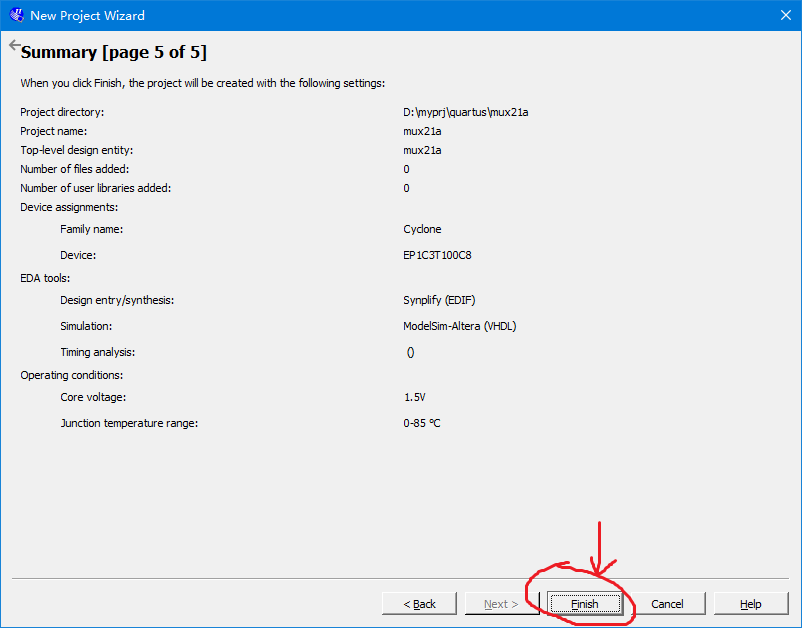 New Project Wizard
Summary [page 5 of 5]
When you click Finish, the project will be created with the following settings:
Project directory: D:\myprj\quartus\mux21a
Project name: mux21a
Top-level design entity: mux21a
Number of files added: 0
Number of user libraries added: 0
Device assignments:
Family name: Cyclone
Device: EP1C3T100C8
EDA tools:
Design entry/synthesis: Synplify (EDIF)
Simulation: ModelSim-Altera (VHDL)
Timing analysis: ()
Operating conditions:
Core voltage: 1.5V
Junction temperature range: 0-85 ºC
< Back Next > Finish Cancel Help